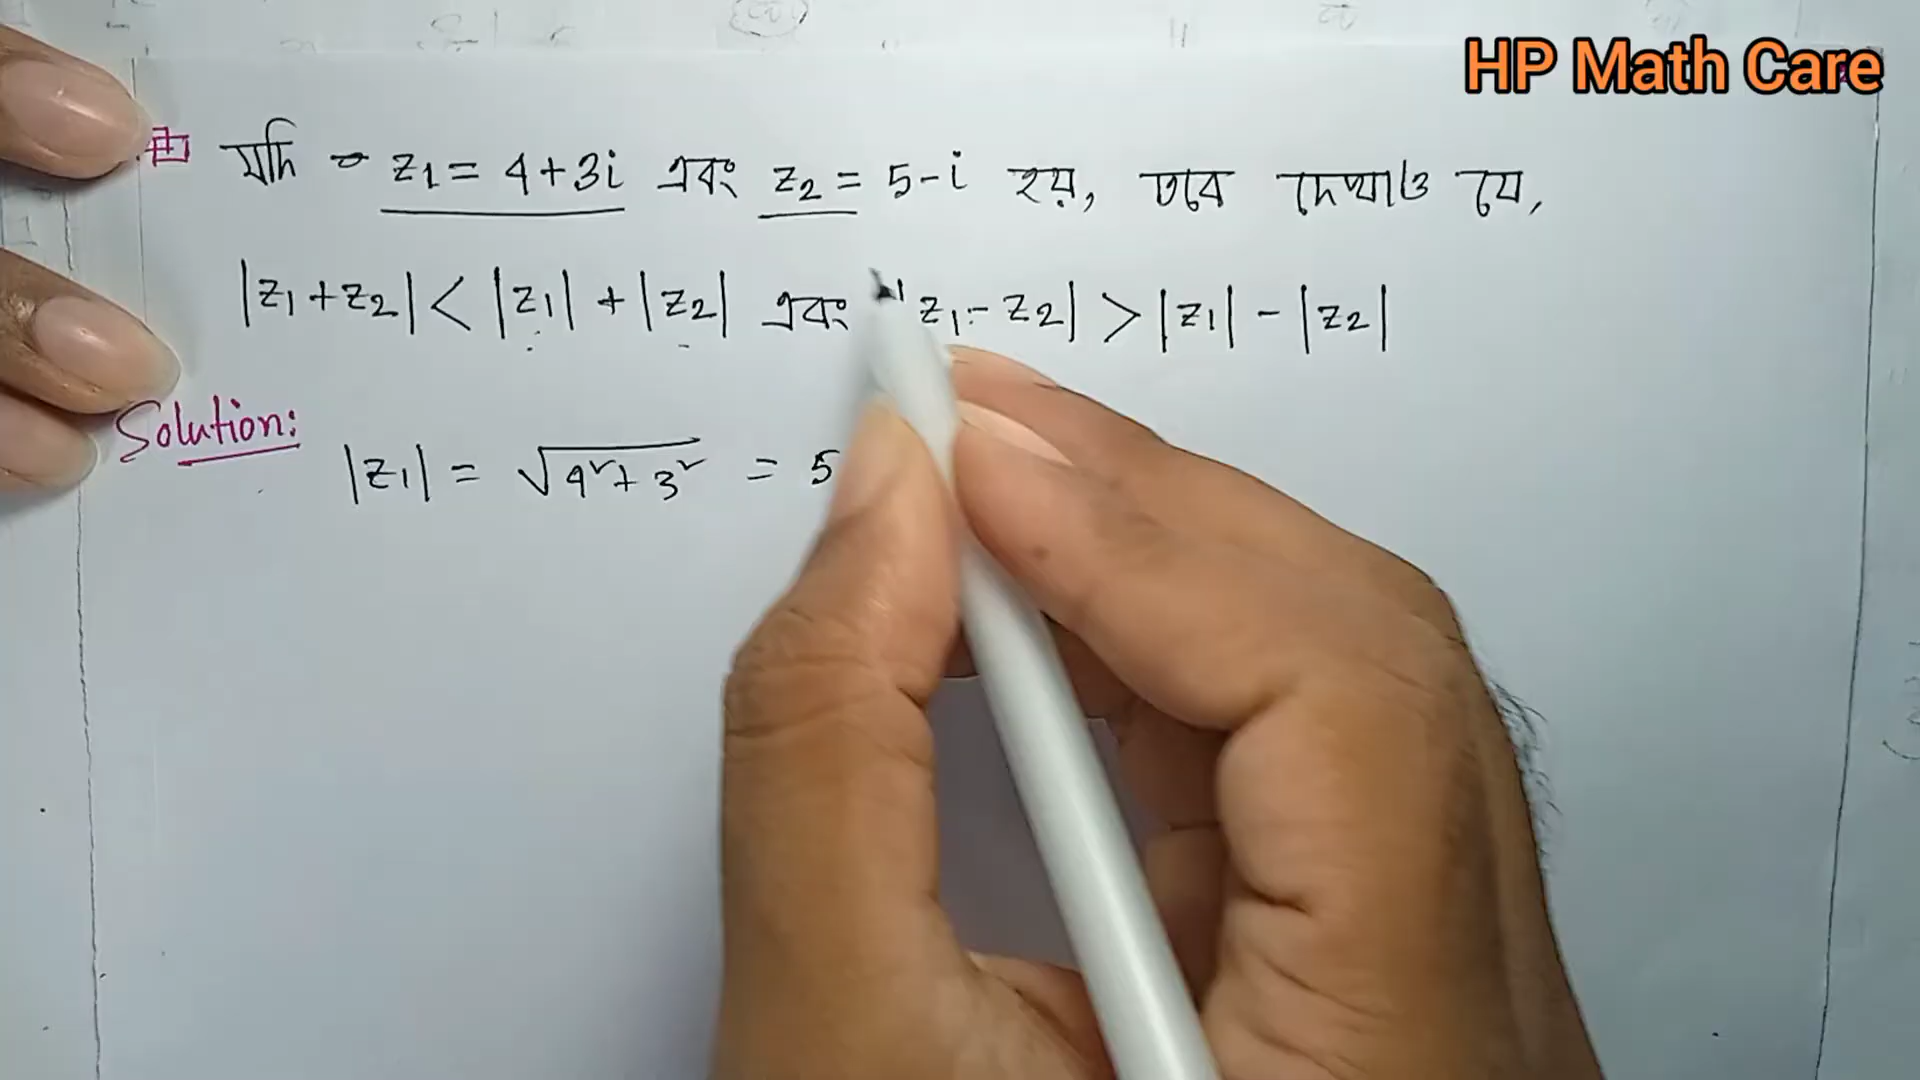 HP Math Care
যদি z1 = 4+3i এবং z2 = 5-i হয়, তবে দেখাও যে,
|z1+z2| < |z1| + |z2| এবং |z1-z2| > |z1| - |z2|
Solution:
|z1| = √4²+3² = 5